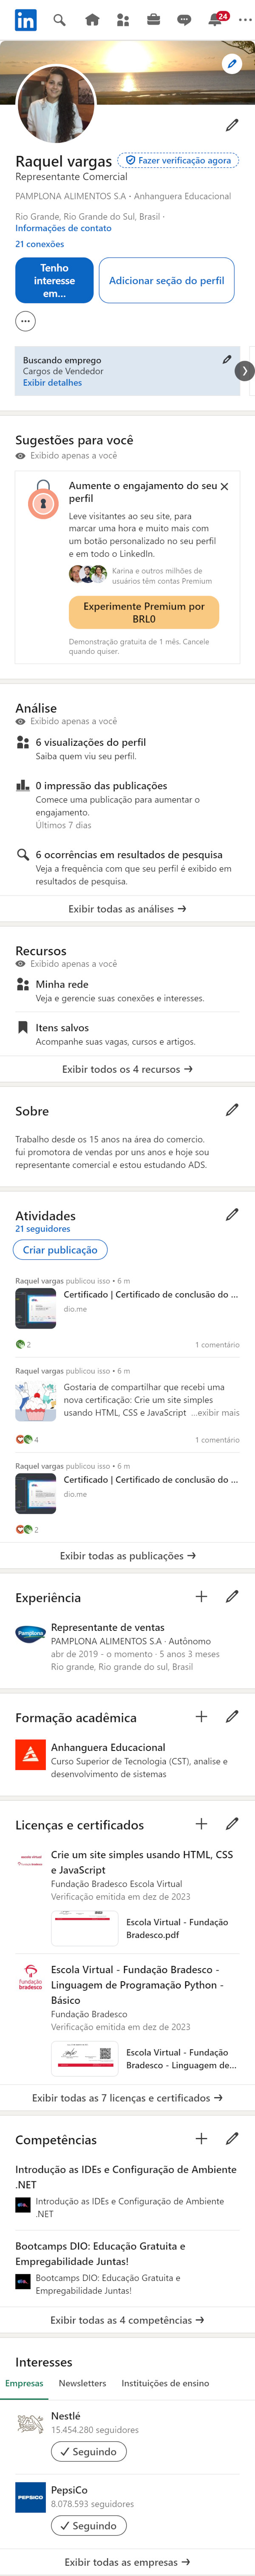 in
24
Raquel vargas
Fazer verificação agora
Representante Comercial
PAMPLONA ALIMENTOS S.A · Anhanguera Educacional
Rio Grande, Rio Grande do Sul, Brasil ·
Informações de contato
21 conexões
Tenho
interesse
em...
Adicionar seção do perfil
Buscando emprego
Cargos de Vendedor
Exibir detalhes
Sugestões para você
Exibido apenas a você
Aumente o engajamento do seu
perfil
Leve visitantes ao seu site, para
marcar uma hora e muito mais com
um botão personalizado no seu perfil
e em todo o LinkedIn.
Karina e outros milhões de
usuários têm contas Premium
Experimente Premium por
BRL0
Demonstração gratuita de 1 mês. Cancele
quando quiser.
Análise
Exibido apenas a você
6 visualizações do perfil
Saiba quem viu seu perfil.
0 impressão das publicações
Comece uma publicação para aumentar o
engajamento.
Últimos 7 dias
6 ocorrências em resultados de pesquisa
Veja a frequência com que seu perfil é exibido em
resultados de pesquisa.
Exibir todas as análises →
Recursos
Exibido apenas a você
Minha rede
Veja e gerencie suas conexões e interesses.
Itens salvos
Acompanhe suas vagas, cursos e artigos.
Exibir todos os 4 recursos →
Sobre
Trabalho desde os 15 anos na área do comercio.
fui promotora de vendas por uns anos e hoje sou
representante comercial e estou estudando ADS.
Atividades
21 seguidores
Criar publicação
Raquel vargas publicou isso • 6 m
Certificado | Certificado de conclusão do ...
dio.me
2
1 comentário
Raquel vargas publicou isso • 6 m
Gostaria de compartilhar que recebi uma
nova certificação: Crie um site simples
usando HTML, CSS e JavaScript ...exibir mais
4
1 comentário
Raquel vargas publicou isso • 6 m
Certificado | Certificado de conclusão do ...
dio.me
2
Exibir todas as publicações →
Experiência
Pamplona
Representante de ventas
PAMPLONA ALIMENTOS S.A · Autônomo
abr de 2019 - o momento · 5 anos 3 meses
Rio grande, Rio grande do sul, Brasil
Formação acadêmica
Anhanguera Educacional
Curso Superior de Tecnologia (CST), analise e
desenvolvimento de sistemas
Licenças e certificados
Crie um site simples usando HTML, CSS
e JavaScript
Fundação Bradesco Escola Virtual
Verificação emitida em dez de 2023
Escola Virtual - Fundação
Bradesco.pdf
fundação
bradesco
Escola Virtual - Fundação Bradesco -
Linguagem de Programação Python -
Básico
Fundação Bradesco
Verificação emitida em dez de 2023
Escola Virtual - Fundação
Bradesco - Linguagem de...
Exibir todas as 7 licenças e certificados →
Competências
Introdução as IDEs e Configuração de Ambiente
.NET
Introdução as IDEs e Configuração de Ambiente
.NET
Bootcamps DIO: Educação Gratuita e
Empregabilidade Juntas!
Bootcamps DIO: Educação Gratuita e
Empregabilidade Juntas!
Exibir todas as 4 competências →
Interesses
Empresas
Newsletters
Instituições de ensino
Nestlé
15.454.280 seguidores
Seguindo
PEPSICO
PepsiCo
8.078.593 seguidores
Seguindo
Exibir todas as empresas →